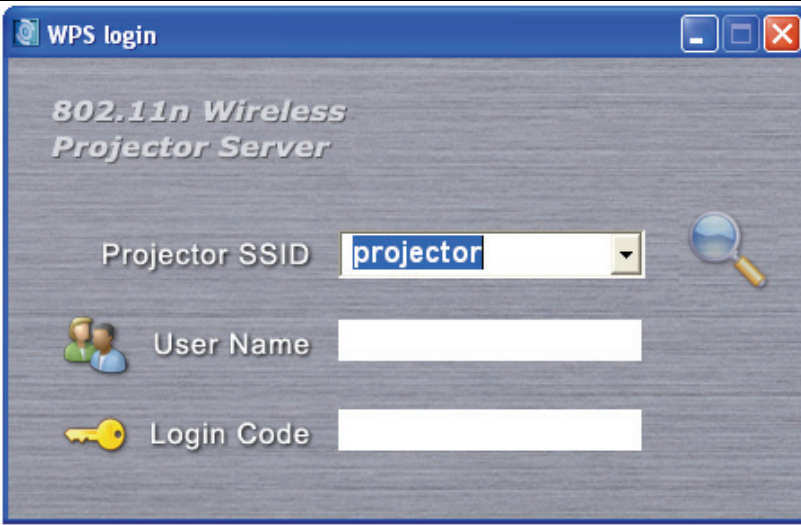 WPS login
802.11n Wireless
Projector Server
Projector SSID projector
User Name
Login Code